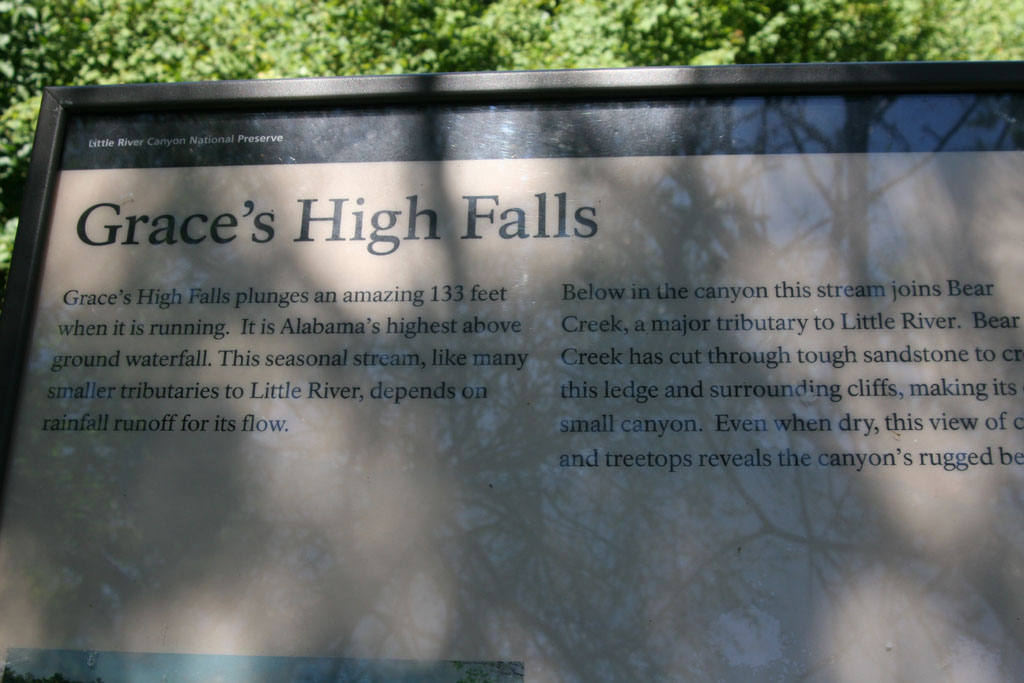 Little River Canyon National Preserve
Grace's High Falls
Grace's High Falls plunges an amazing 133 feet
when it is running. It is Alabama's highest above
ground waterfall. This seasonal stream, like many
smaller tributaries to Little River, depends on
rainfall runoff for its flow.
Below in the canyon this stream joins Bear
Creek, a major tributary to Little River. Bear
Creek has cut through tough sandstone to
this ledge and surrounding cliffs, making its
small canyon. Even when dry, this view of
and treetops reveals the canyon's rugged